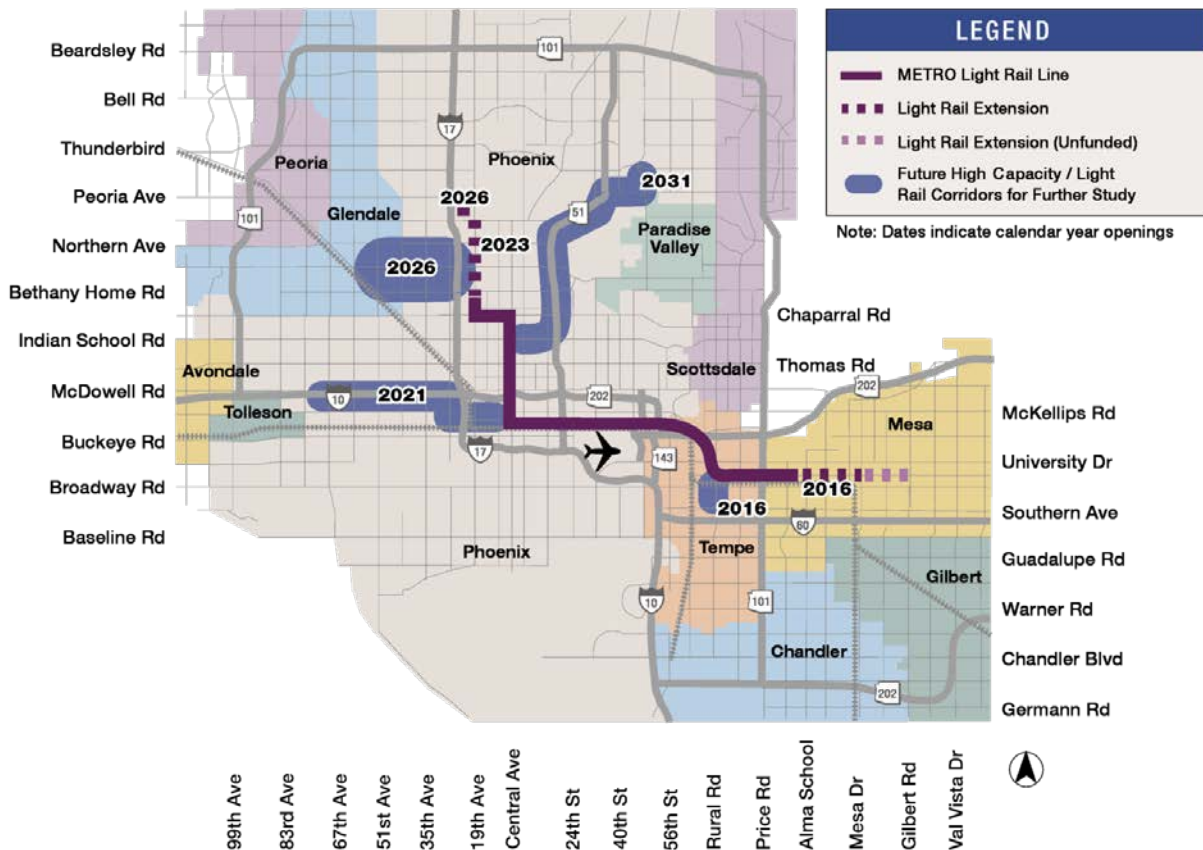 LEGEND
METRO Light Rail Line
Light Rail Extension
Light Rail Extension (Unfunded)
Future High Capacity / Light
Rail Corridors for Further Study
Note: Dates indicate calendar year openings
Beardsley Rd
Bell Rd
Thunderbird
Peoria Ave
Northern Ave
Bethany Home Rd
Indian School Rd
McDowell Rd
Buckeye Rd
Broadway Rd
Baseline Rd
101
17
Phoenix
Peoria
2026
2031
101
Glendale
51
2023
Paradise
Valley
2026
Chaparral Rd
Thomas Rd
Avondale
Scottsdale
202
2021
10
202
Tolleson
Mesa
17
143
2016
2016
60
Phoenix
Tempe
Gilbert
10
101
Chandler
202
McKellips Rd
University Dr
Southern Ave
Guadalupe Rd
Warner Rd
Chandler Blvd
Germann Rd
99th Ave
83rd Ave
67th Ave
51st Ave
35th Ave
19th Ave
Central Ave
24th St
40th St
56th St
Rural Rd
Price Rd
Alma School
Mesa Dr
Gilbert Rd
Val Vista Dr